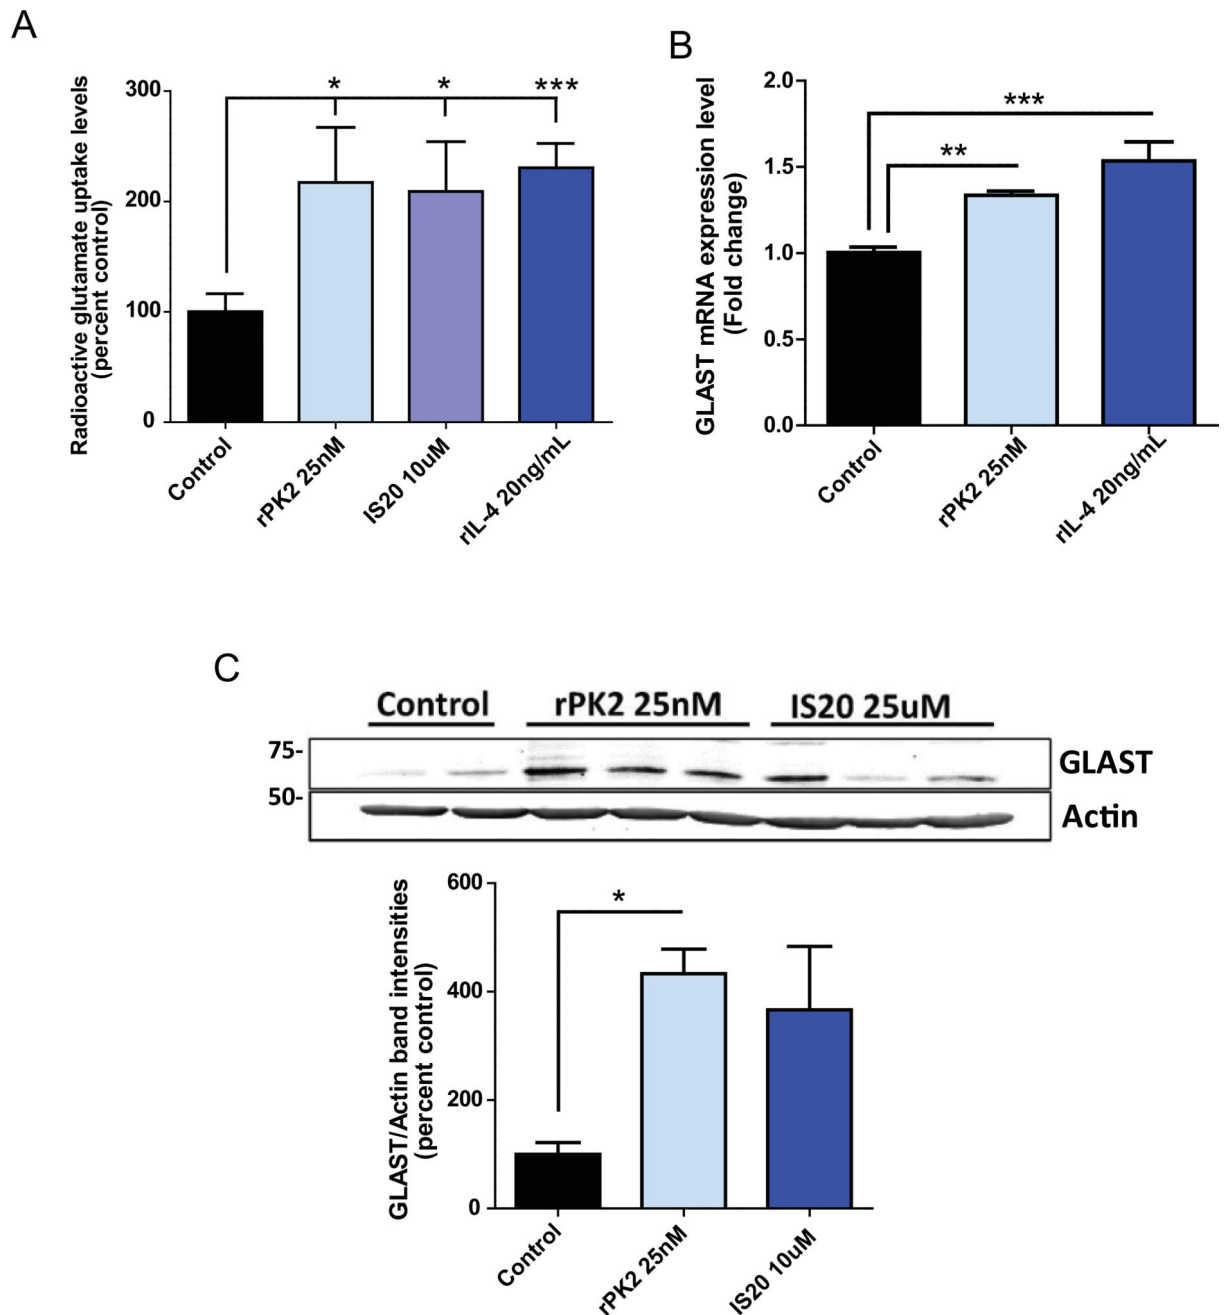 A
Radioactive glutamate uptake levels
(percent control)
300
200
100
0
*
*
***
Control
rPK2 25nM
IS20 10uM
rIL-4 20ng/mL
B
GLAST mRNA expression level
(Fold change)
2.0
1.5
1.0
0.5
0.0
***
**
Control
rPK2 25nM
rIL-4 20ng/mL
C
Control
rPK2 25nM
IS20 25uM
75-
GLAST
50-
Actin
GLAST/Actin band intensities
(percent control)
600
400
200
0
*
Control
rPK2 25nM
IS20 10uM